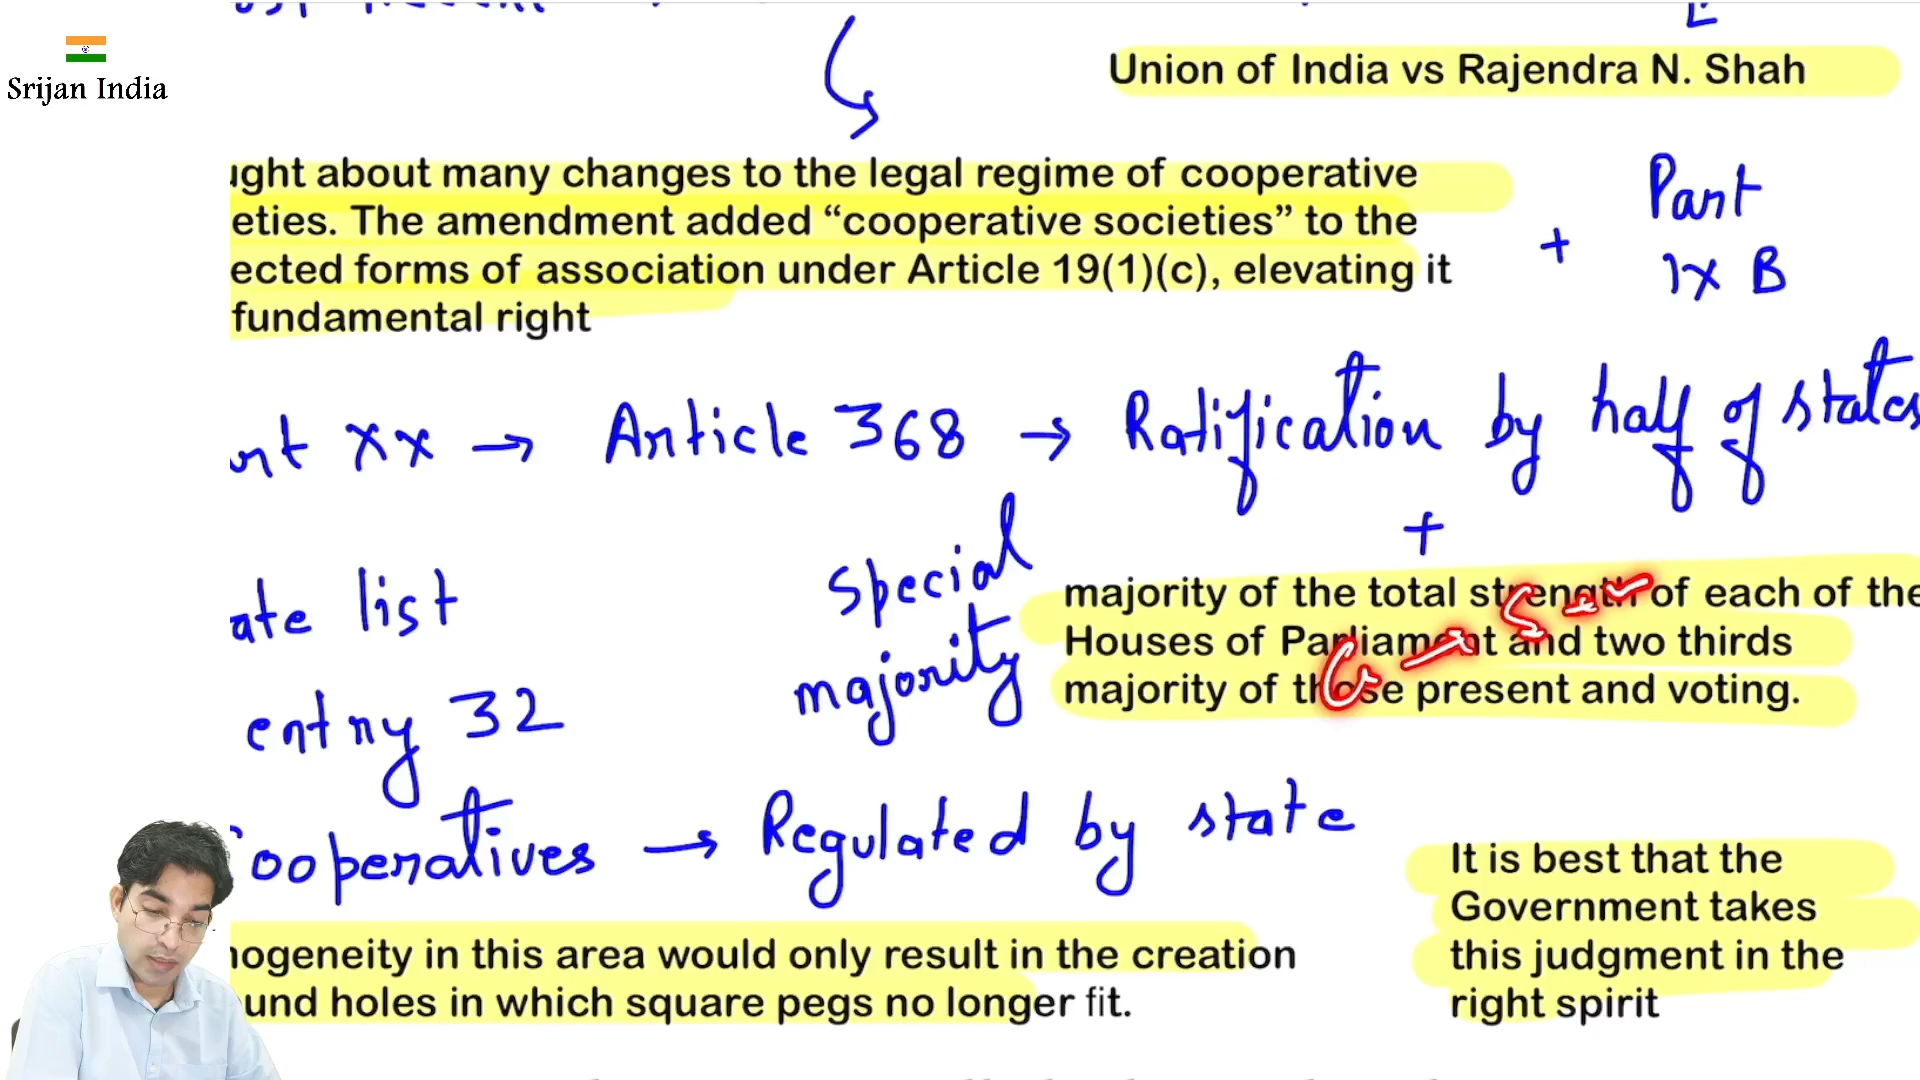 Srijan India
Union of India vs Rajendra N. Shah
ught about many changes to the legal regime of cooperative
eties. The amendment added “cooperative societies” to the
ected forms of association under Article 19(1)(c), elevating it
fundamental right
+ Part
IX B
XX → Article 368 → Ratification by half of states
+
Special
majority
majority of the total strength of each of the
Houses of Parliament and two thirds
majority of those present and voting.
ate list
entry 32
ooperatives → Regulated by state
It is best that the
Government takes
this judgment in the
right spirit
nogeneity in this area would only result in the creation
und holes in which square pegs no longer fit.